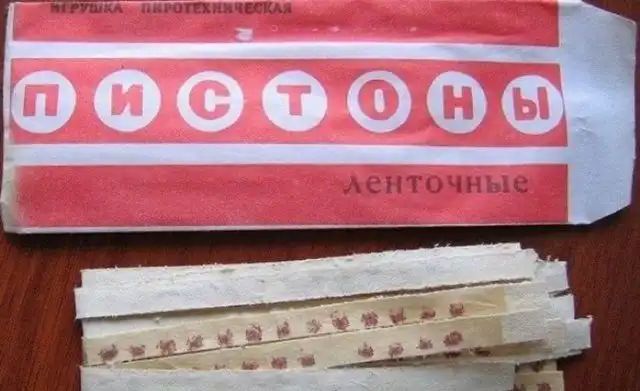 ИГРУШКА ПИРОТЕХНИЧЕСКАЯ
ПИСТОНЫ
ленточные